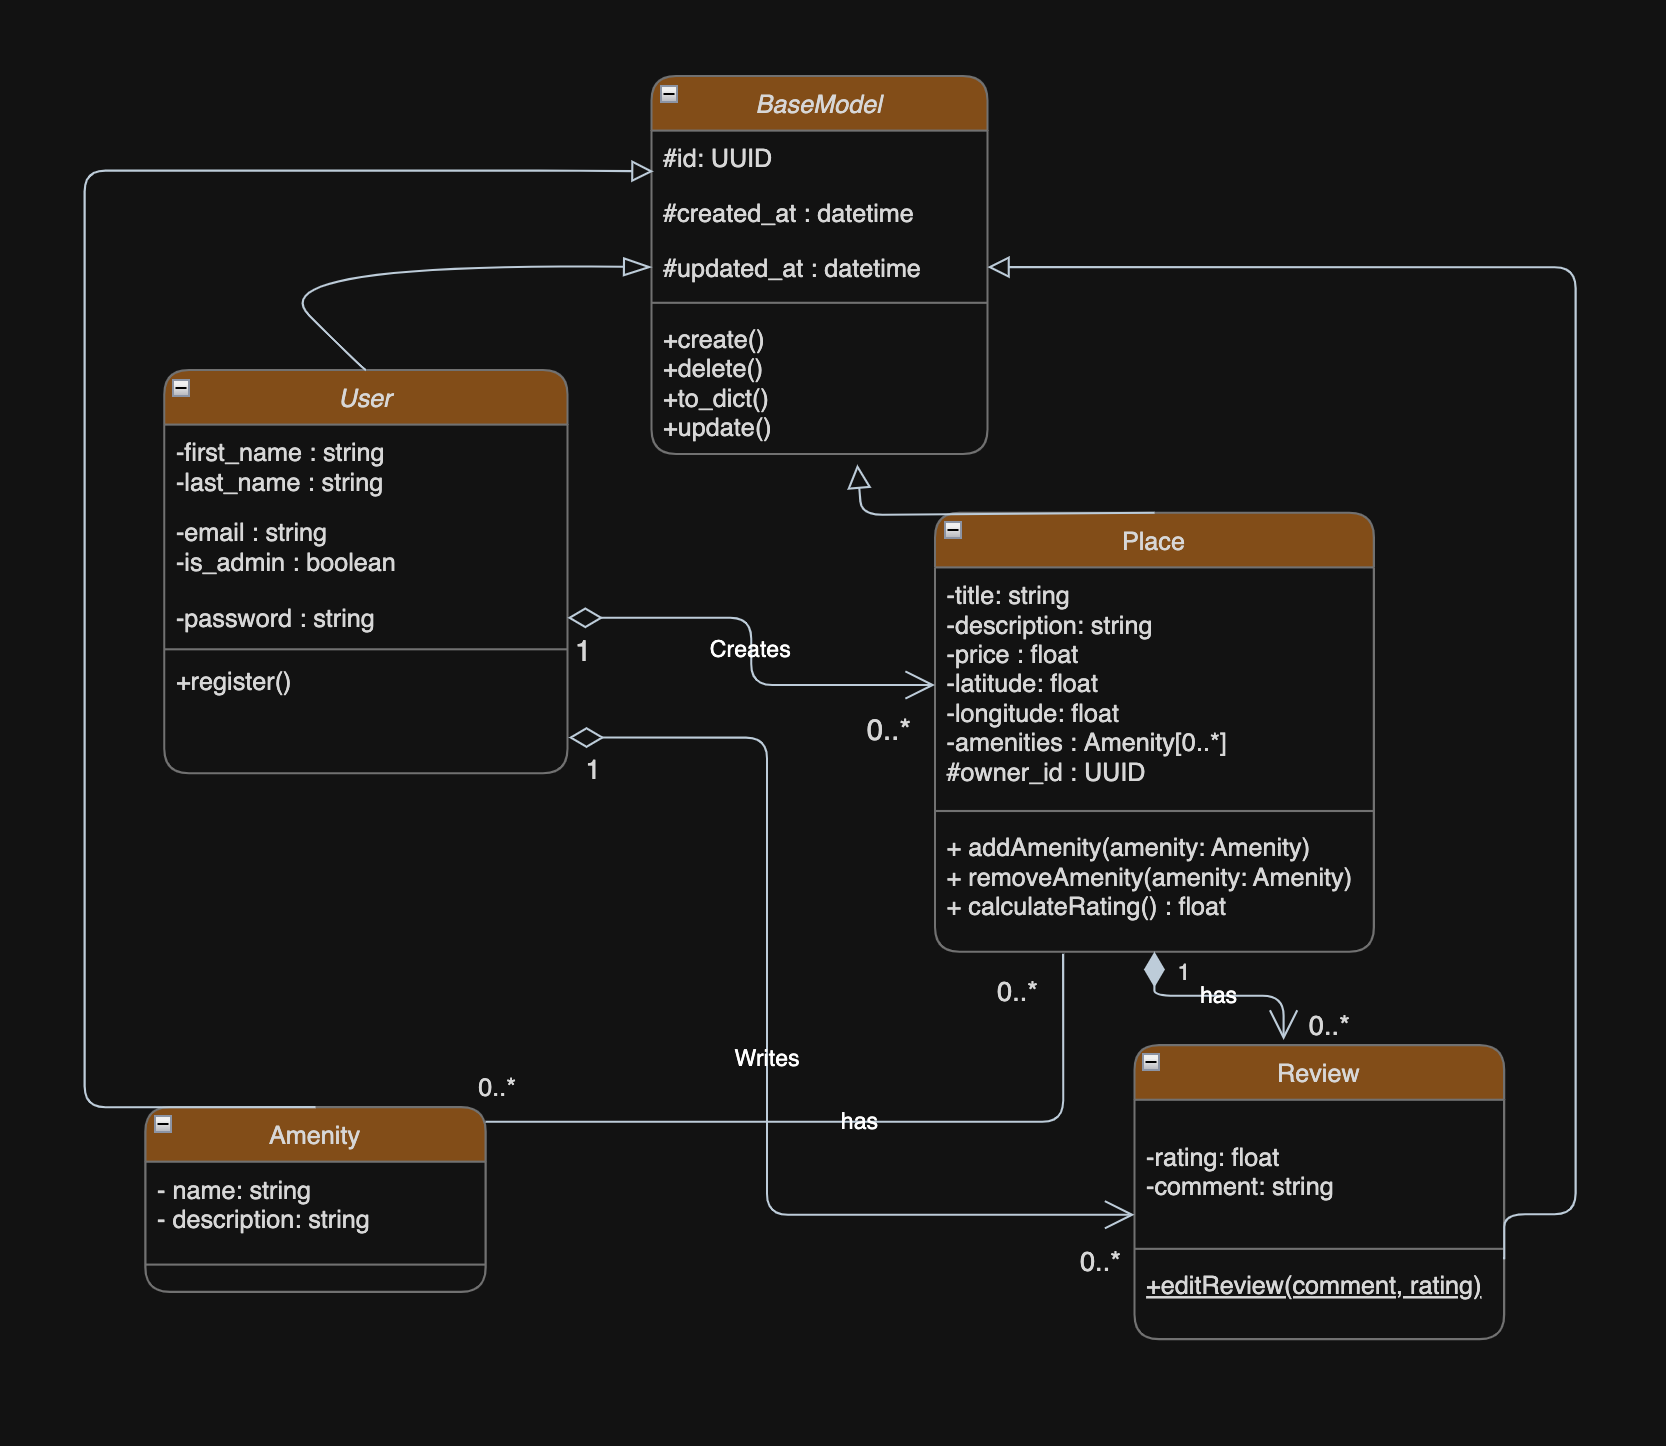 BaseModel
#id: UUID
#created_at : datetime
#updated_at : datetime
+create()
+delete()
+to_dict()
+update()
User
-first_name : string
-last_name : string
-email : string
-is_admin : boolean
-password : string
+register()
1
Creates
0..*
1
Place
-title: string
-description: string
-price : float
-latitude: float
-longitude: float
-amenities : Amenity[0..*]
#owner_id : UUID
+ addAmenity(amenity: Amenity)
+ removeAmenity(amenity: Amenity)
+ calculateRating() : float
0..*
1
has
0..*
Writes
0..*
has
Amenity
- name: string
- description: string
Review
-rating: float
-comment: string
0..*
+editReview(comment, rating)